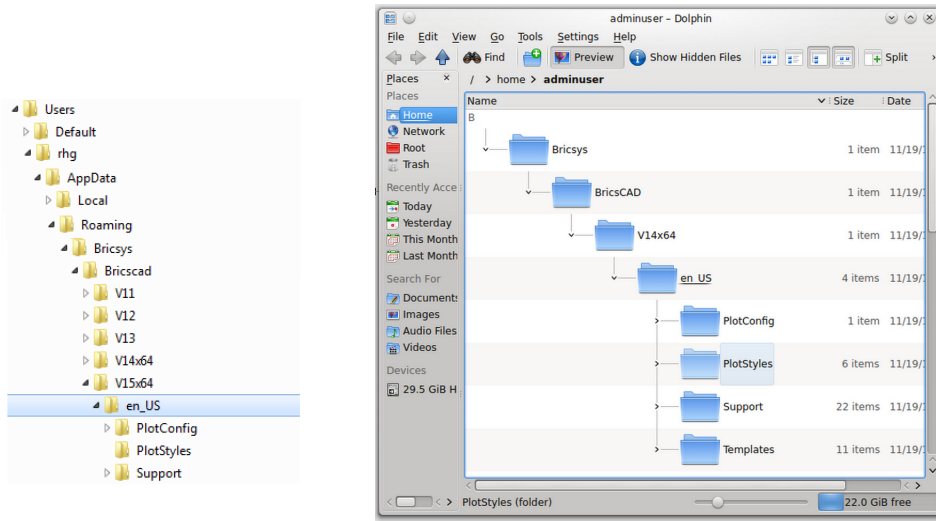 Users
Default
rhg
AppData
Local
Roaming
Bricsys
Bricscad
V11
V12
V13
V14x64
V15x64
en_US
PlotConfig
PlotStyles
Support
adminuser – Dolphin
File Edit View Go Tools Settings Help
Find Preview Show Hidden Files Split
Places
/ > home > adminuser
Places
Home
Network
Root
Trash
Recently Acce
Today
Yesterday
This Month
Last Month
Search For
Documents
Images
Audio Files
Videos
Devices
29.5 GiB H
Name Size Date
B
Bricsys 1 item 11/19/
BricsCAD 1 item 11/19/
V14x64 1 item 11/19/
en_US 4 items 11/19/
PlotConfig 1 item 11/19/
PlotStyles 6 items 11/19/
Support 22 items 11/19/
Templates 11 items 11/19/
PlotStyles (folder) 22.0 GiB free